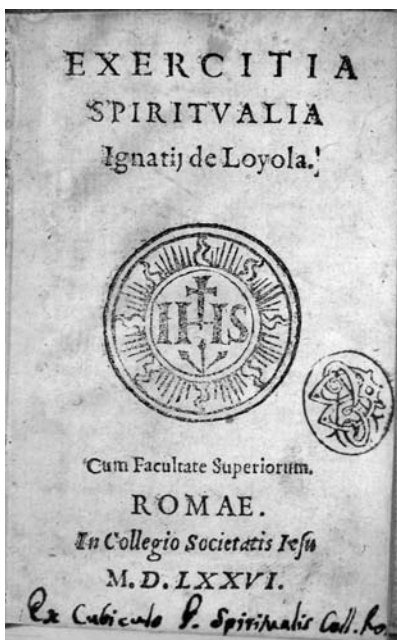 EXERCITIA
SPIRITVALIA
Ignatij de Loyola.
IHS
Cum Facultate Superiorum.
ROMAE.
In Collegio Societatis Iesu
M.D.LXXVI.
Ex Cubiculo P. Spiritualis Coll. Ro.